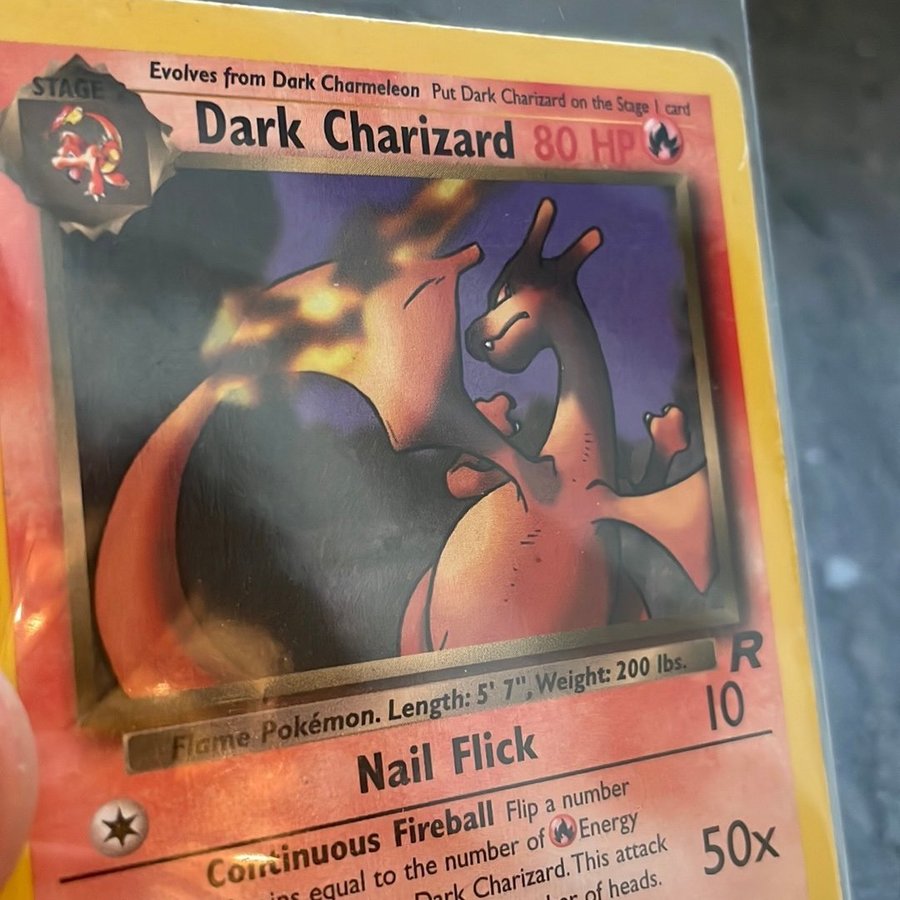 STAGE
Evolves from Dark Charmeleon Put Dark Charizard on the Stage 1 card
Dark Charizard 80 HP
R
Flame Pokémon. Length: 5' 7", Weight: 200 lbs.
Nail Flick 10
Continuous Fireball Flip a number
equal to the number of Energy
Dark Charizard. This attack
of heads.
50x